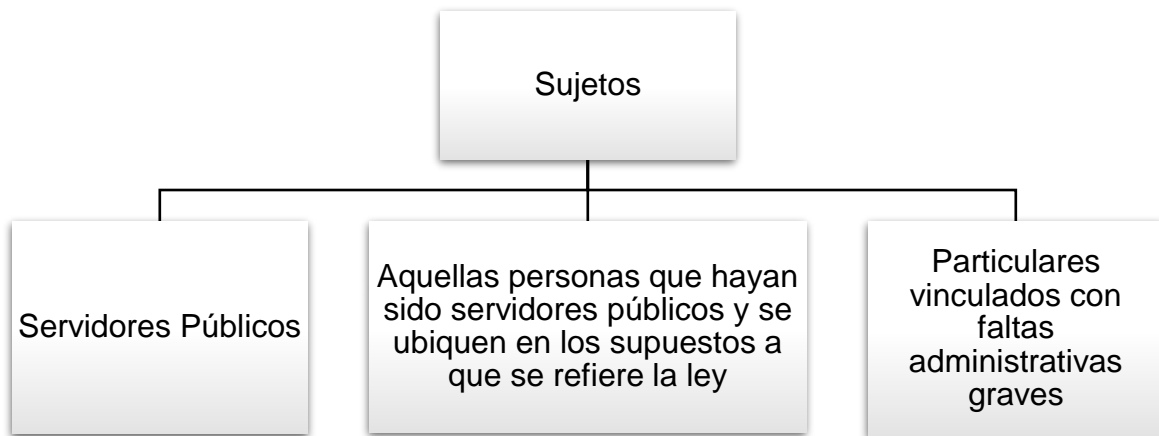 Sujetos
Servidores Públicos
Aquellas personas que hayan
sido servidores públicos y se
ubiquen en los supuestos a
que se refiere la ley
Particulares
vinculados con
faltas
administrativas
graves